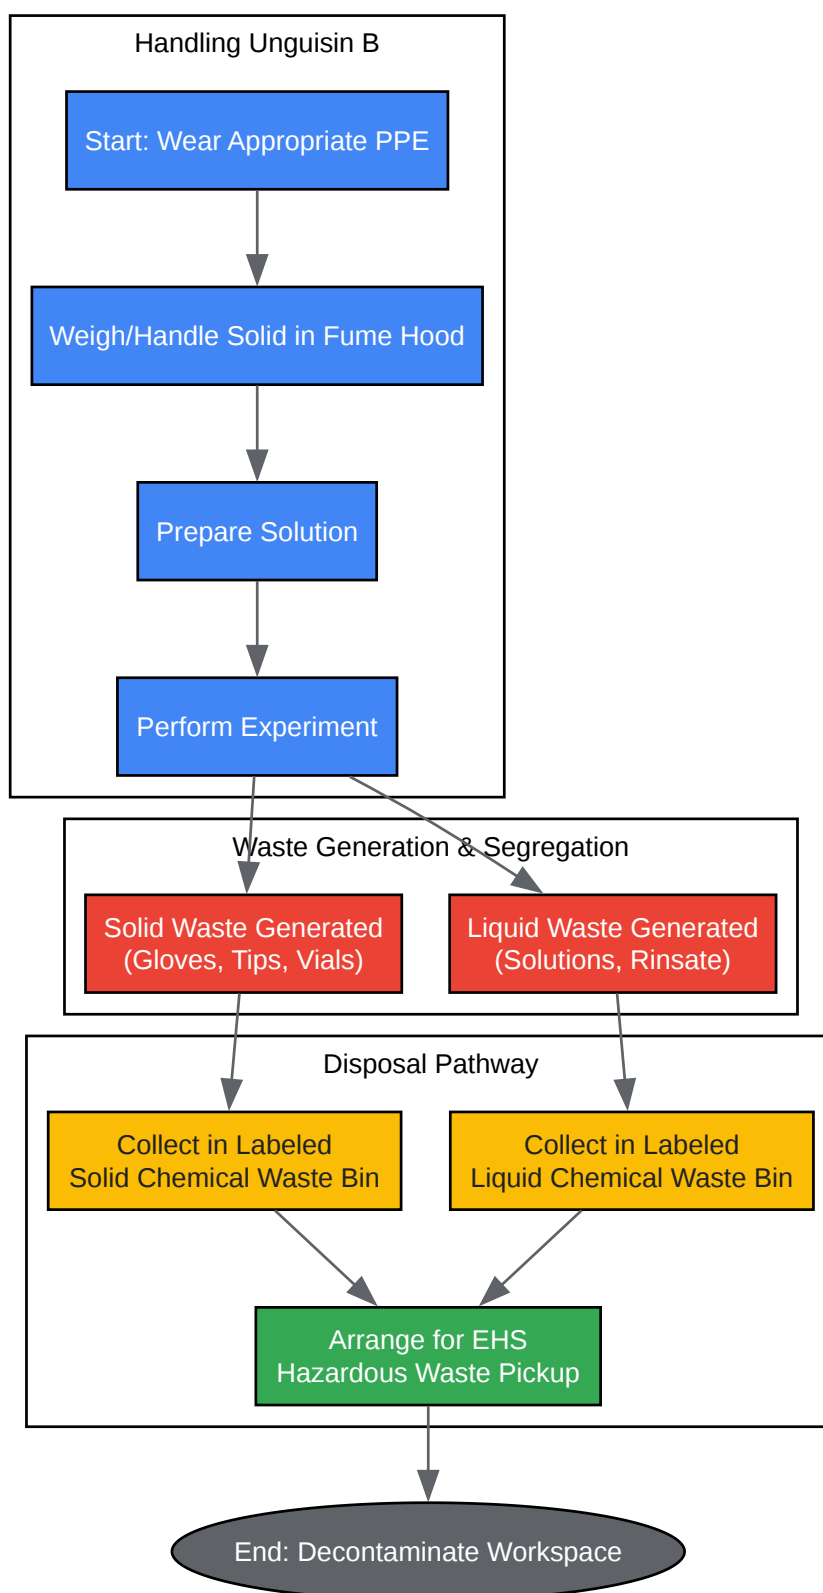 Handling Unguisin B
Start: Wear Appropriate PPE
Weigh/Handle Solid in Fume Hood
Prepare Solution
Perform Experiment
Waste Generation & Segregation
Solid Waste Generated
(Gloves, Tips, Vials)
Liquid Waste Generated
(Solutions, Rinsate)
Disposal Pathway
Collect in Labeled
Solid Chemical Waste Bin
Collect in Labeled
Liquid Chemical Waste Bin
Arrange for EHS
Hazardous Waste Pickup
End: Decontaminate Workspace